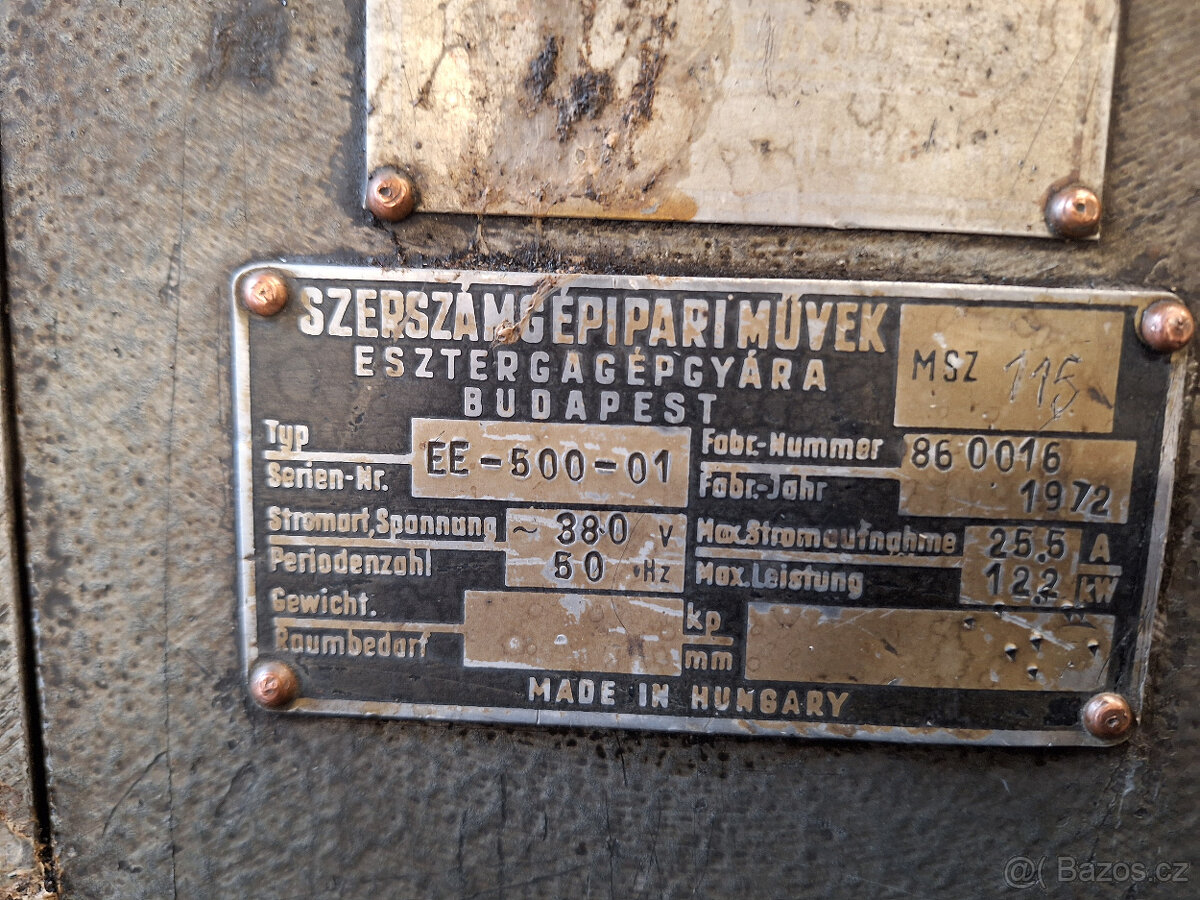 SZERSZÁMGÉPIPARI MŰVEK
ESZTERGAGÉPGYÁRA
BUDAPEST
MSZ 115
Typ EE-500-01
Serien-Nr.
Fabr.-Nummer 86 0016
Fabr.-Jahr 1972
Stromart, Spannung ~ 380 V
Periodenzahl 50 Hz
Max. Stromaufnahme 25.5 A
Max. Leistung 12.2 kW
Gewicht. kp
Raumbedarf mm
MADE IN HUNGARY
@( Bazos.cz